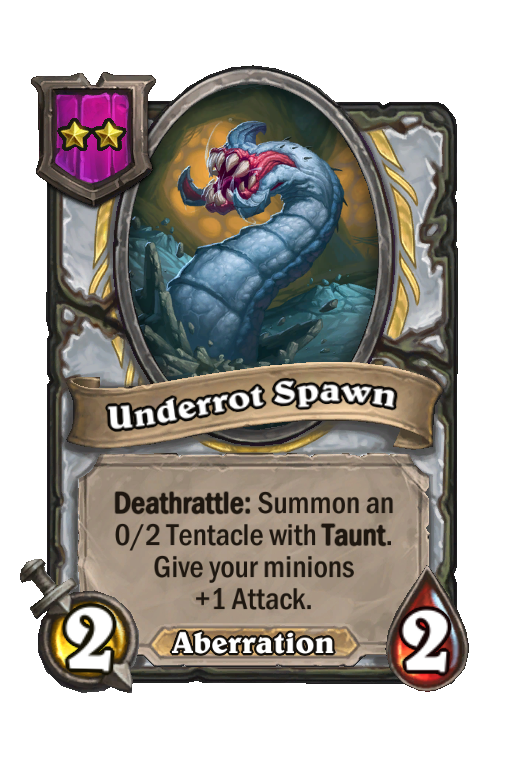 Underrot Spawn
Deathrattle: Summon an
0/2 Tentacle with Taunt.
Give your minions
+1 Attack.
2
Aberration
2